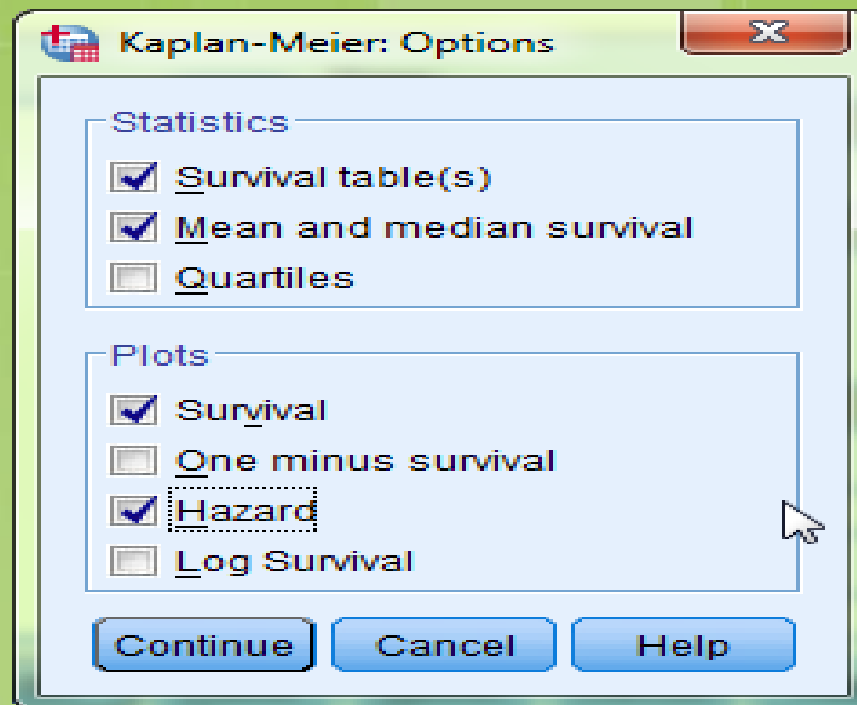 Kaplan-Meier: Options
Statistics
Survival table(s)
Mean and median survival
Quartiles
Plots
Survival
One minus survival
Hazard
Log Survival
Continue Cancel Help